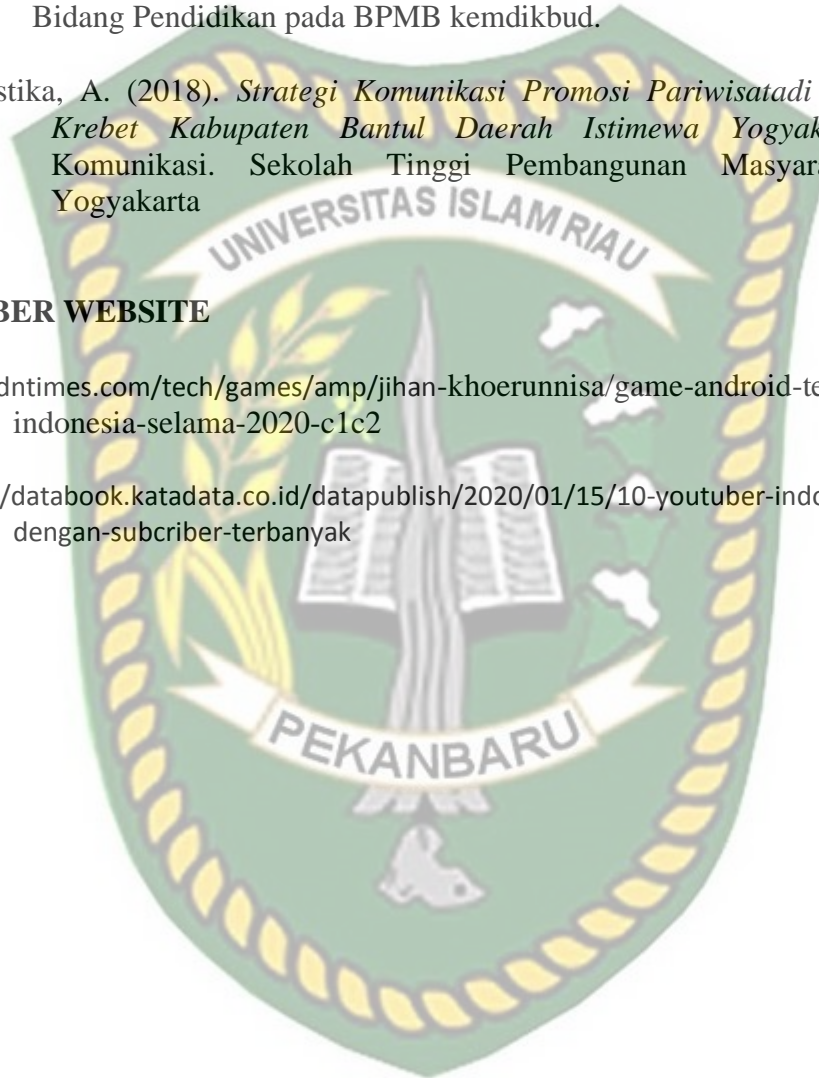 Bidang Pendidikan pada BPMB kemdikbud.
stika, A. (2018). Strategi Komunikasi Promosi Pariwisatadi
Krebet Kabupaten Bantul Daerah Istimewa Yogyak
Komunikasi. Sekolah Tinggi Pembangunan Masyara
Yogyakarta
UNIVERSITAS ISLAM RIAU
BER WEBSITE
dntimes.com/tech/games/amp/jihan-khoerunnisa/game-android-te
indonesia-selama-2020-c1c2
/databook.katadata.co.id/datapublish/2020/01/15/10-youtuber-indo
dengan-subcriber-terbanyak
PEKANBARU